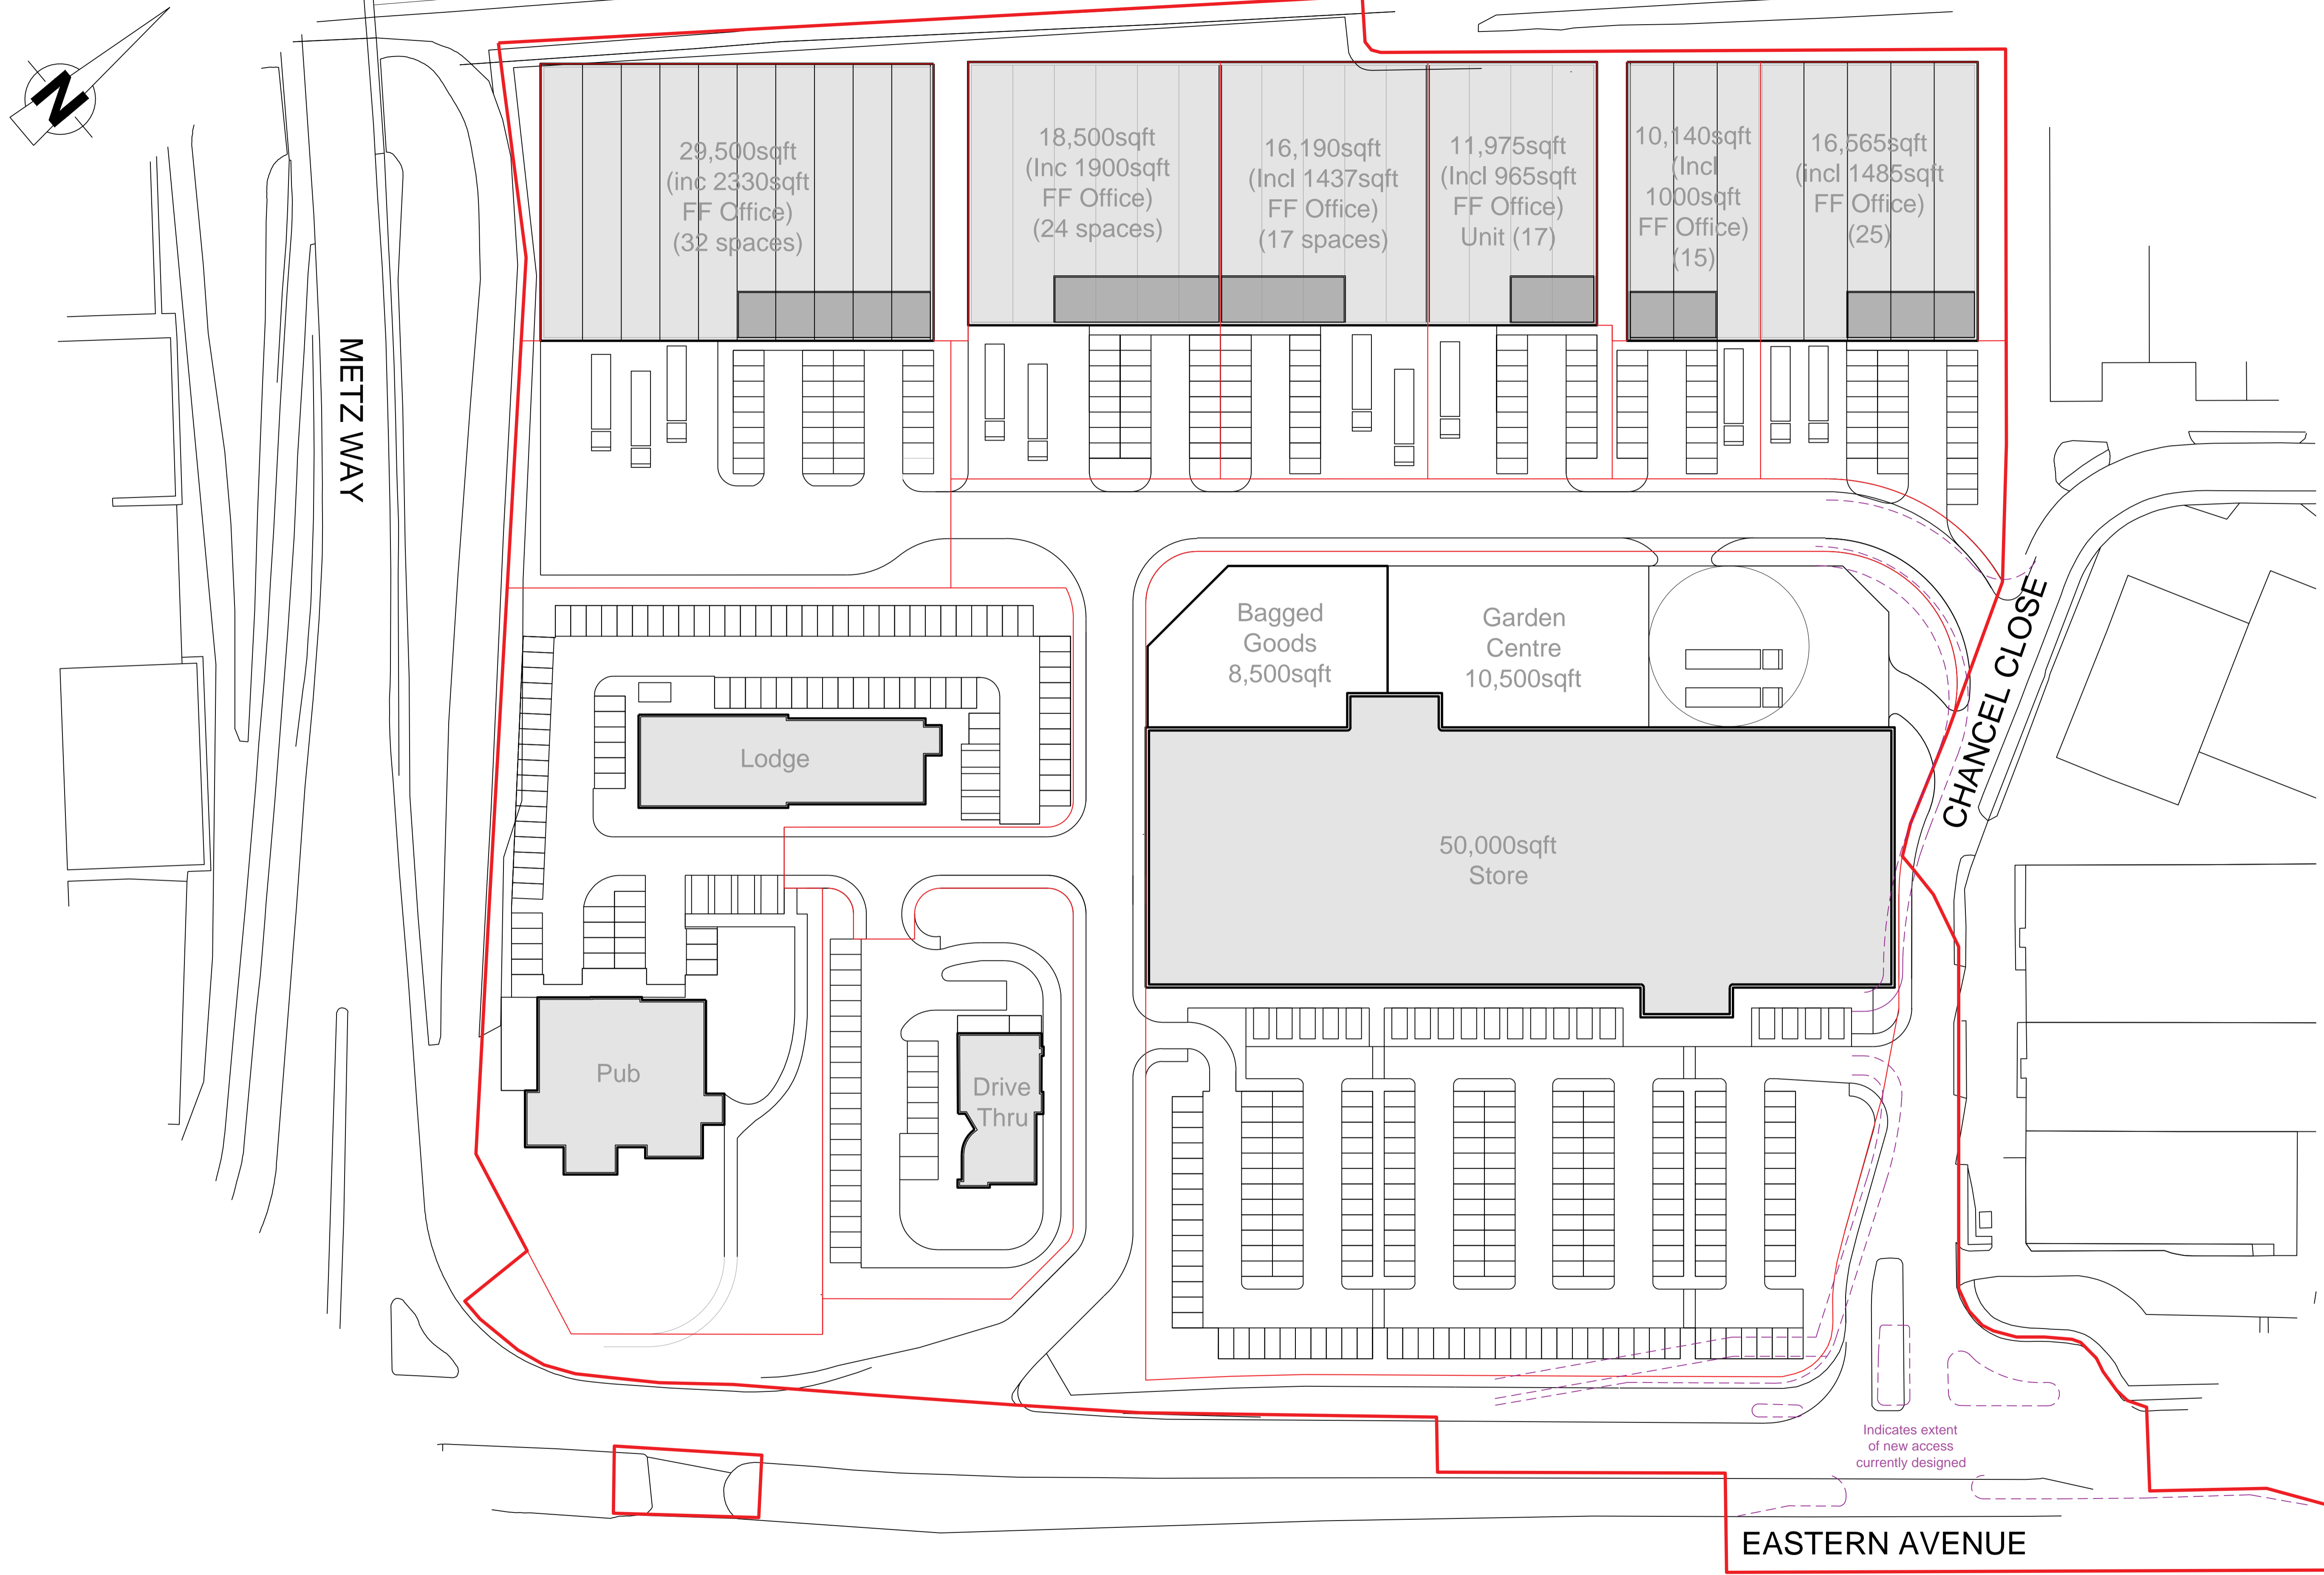 N
29,500sqft
(inc 2330sqft
FF Office)
(32 spaces)
18,500sqft
(Inc 1900sqft
FF Office)
(24 spaces)
16,190sqft
(Incl 1437sqft
FF Office)
(17 spaces)
11,975sqft
(Incl 965sqft
FF Office)
Unit (17)
10,140sqft
(Incl
1000sqft
FF Office)
(15)
16,565sqft
(incl 1485sqft
FF Office)
(25)
METZ WAY
Bagged
Goods
8,500sqft
Garden
Centre
10,500sqft
CHANCEL CLOSE
Lodge
50,000sqft
Store
Pub
Drive
Thru
Indicates extent
of new access
currently designed
EASTERN AVENUE